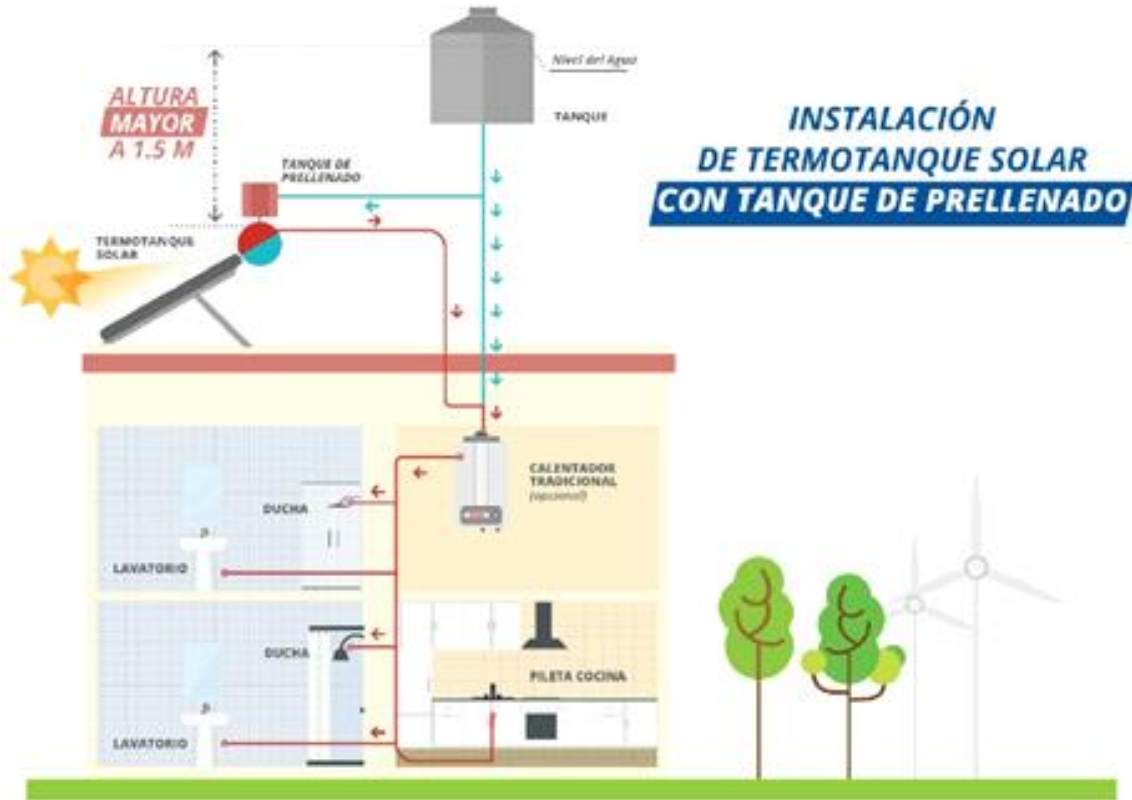 Nivel del Agua
TANQUE
ALTURA
MAYOR
A 1.5 M
TANQUE DE
PRELLENADO
TERMOTANQUE
SOLAR
INSTALACIÓN
DE TERMOTANQUE SOLAR
CON TANQUE DE PRELLENADO
CALENTADOR
TRADICIONAL
(opcional)
DUCHA
LAVATORIO
DUCHA
PILETA COCINA
LAVATORIO